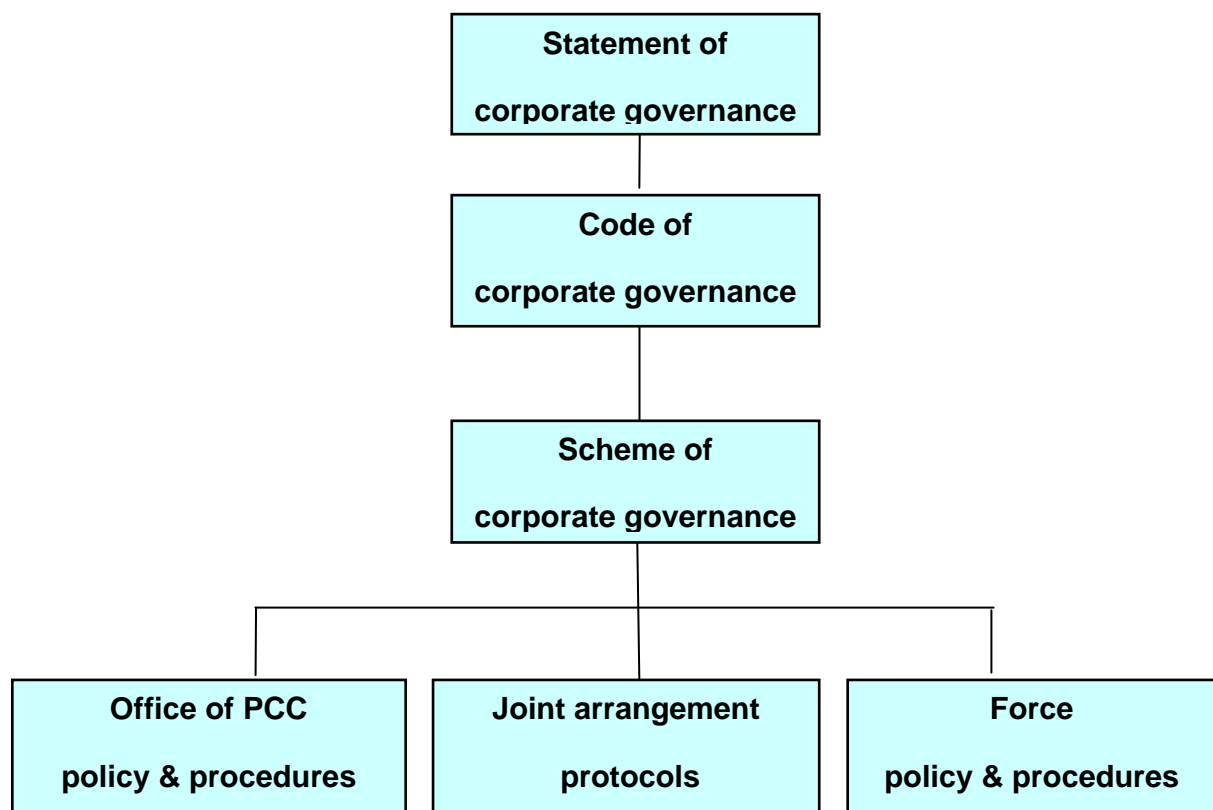 Statement of
corporate governance
Code of
corporate governance
Scheme of
corporate governance
Office of PCC
policy & procedures
Joint arrangement
protocols
Force
policy & procedures